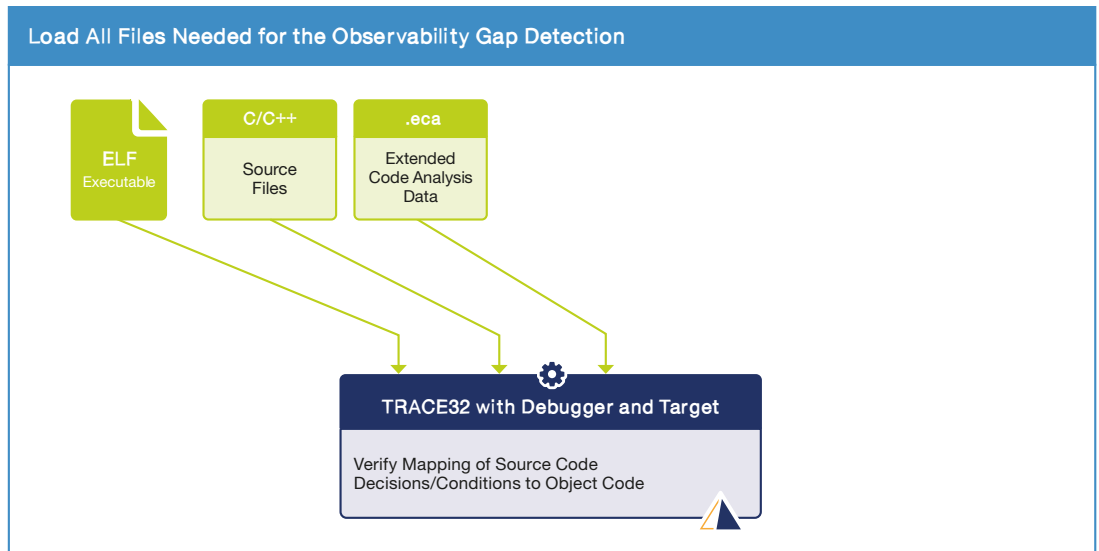 Load All Files Needed for the Observability Gap Detection
ELF
Executable
C/C++
Source
Files
.eca
Extended
Code Analysis
Data
TRACE32 with Debugger and Target
Verify Mapping of Source Code
Decisions/Conditions to Object Code